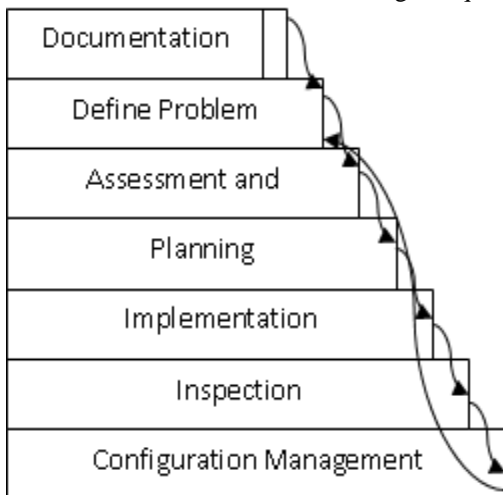 Documentation
Define Problem
Assessment and
Planning
Implementation
Inspection
Configuration Management